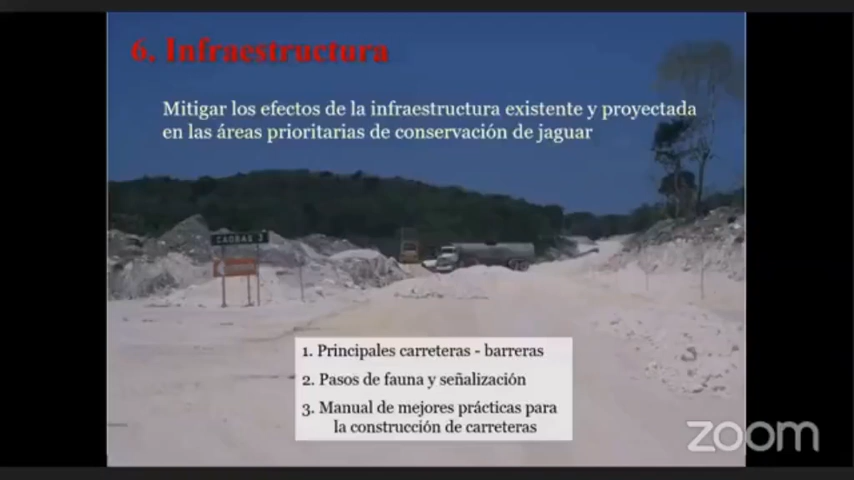 6. Infraestructura
Mitigar los efectos de la infraestructura existente y proyectada
en las áreas prioritarias de conservación de jaguar
CAOBAS 3
1. Principales carreteras - barreras
2. Pasos de fauna y señalización
3. Manual de mejores prácticas para
la construcción de carreteras
zoom